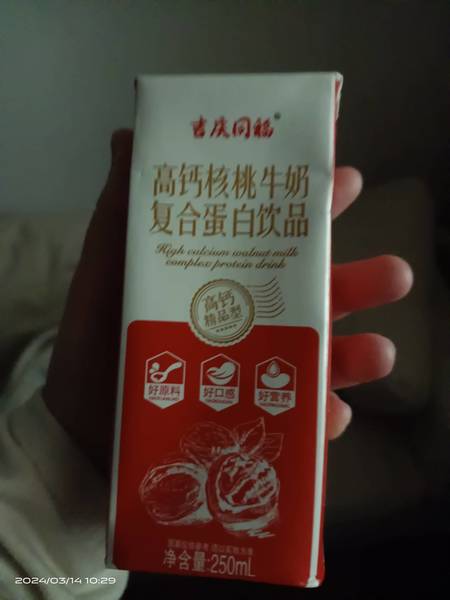 吉庆同福®
高钙核桃牛奶
复合蛋白饮品
High calcium walnut milk
complex protein drink
高钙
精品型
好原料
好口感
好营养
净含量:250mL
2024/03/14 10:29